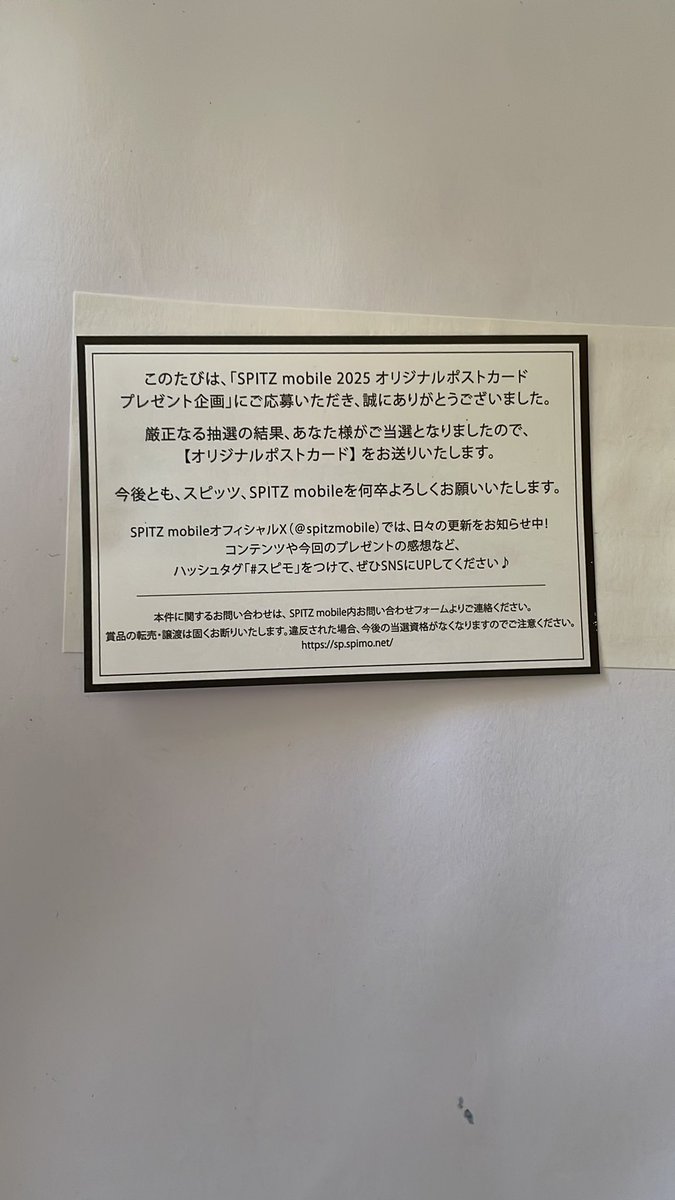 このたびは、「SPITZ mobile 2025 オリジナルポストカード
プレゼント企画」にご応募いただき、誠にありがとうございました。
厳正なる抽選の結果、あなた様がご当選となりましたので、
【オリジナルポストカード】をお送りいたします。
今後とも、スピッツ、SPITZ mobileを何卒よろしくお願いいたします。
SPITZ mobileオフィシャルX(@spitzmobile)では、日々の更新をお知らせ中!
コンテンツや今回のプレゼントの感想など、
ハッシュタグ「#スピモ」をつけて、ぜひSNSにUPしてください♪
本件に関するお問い合わせは、SPITZ mobile内お問い合わせフォームよりご連絡ください。
賞品の転売・譲渡は固くお断りいたします。違反された場合、今後の当選資格がなくなりますのでご注意ください。
https://sp.spimo.net/